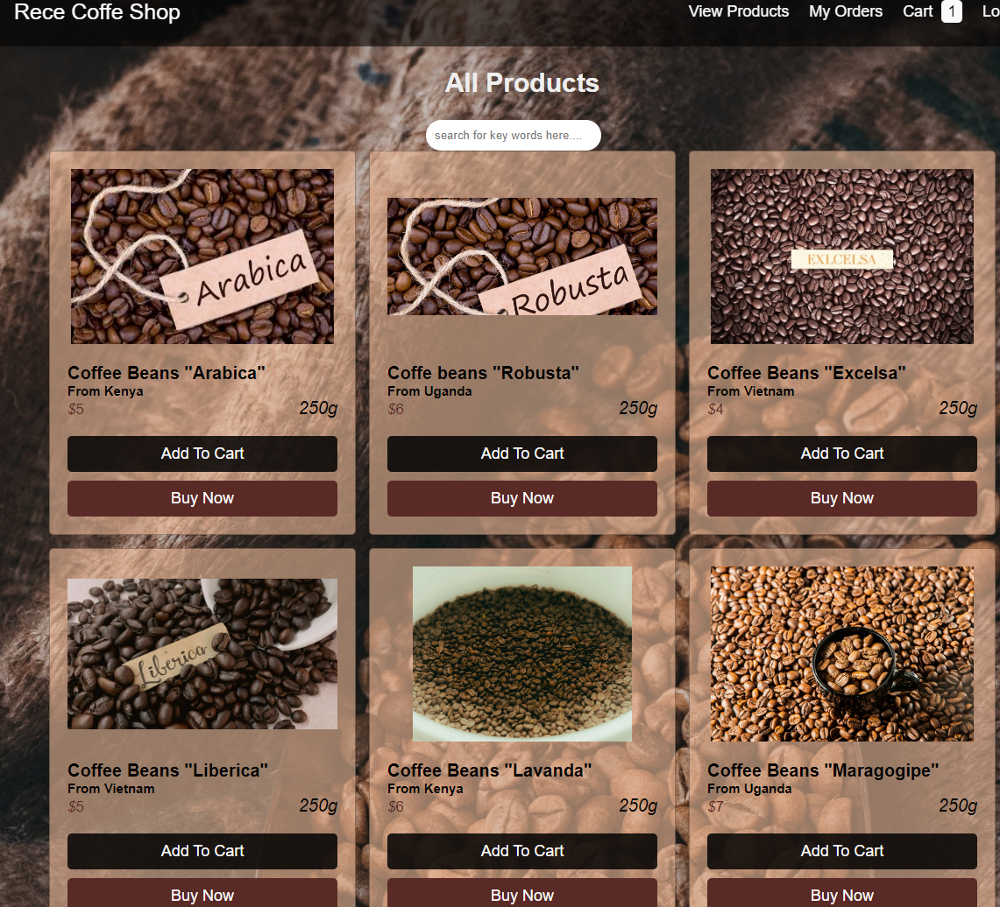 Rece Coffe Shop
View Products My Orders Cart 1 Lo
All Products
search for key words here....
Arabica
Robusta
EXLCELSA
Coffee Beans "Arabica"
From Kenya
$5 250g
Add To Cart
Buy Now
Coffe beans "Robusta"
From Uganda
$6 250g
Add To Cart
Buy Now
Coffee Beans "Excelsa"
From Vietnam
$4 250g
Add To Cart
Buy Now
Liberica
Coffee Beans "Liberica"
From Vietnam
$5 250g
Add To Cart
Buy Now
Coffee Beans "Lavanda"
From Kenya
$6 250g
Add To Cart
Buy Now
Coffee Beans "Maragogipe"
From Uganda
$7 250g
Add To Cart
Buy Now